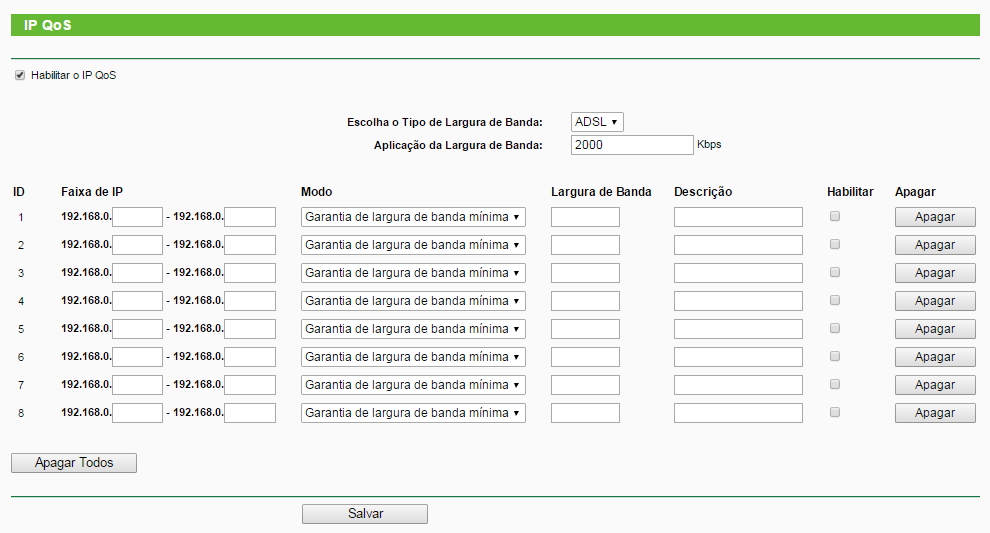 IP QoS
Habilitar o IP QoS
Escolha o Tipo de Largura de Banda: ADSL
Aplicação da Largura de Banda: 2000 Kbps
ID Faixa de IP Modo Largura de Banda Descrição Habilitar Apagar
1 192.168.0. - 192.168.0. Garantia de largura de banda mínima Apagar
2 192.168.0. - 192.168.0. Garantia de largura de banda mínima Apagar
3 192.168.0. - 192.168.0. Garantia de largura de banda mínima Apagar
4 192.168.0. - 192.168.0. Garantia de largura de banda mínima Apagar
5 192.168.0. - 192.168.0. Garantia de largura de banda mínima Apagar
6 192.168.0. - 192.168.0. Garantia de largura de banda mínima Apagar
7 192.168.0. - 192.168.0. Garantia de largura de banda mínima Apagar
8 192.168.0. - 192.168.0. Garantia de largura de banda mínima Apagar
Apagar Todos
Salvar